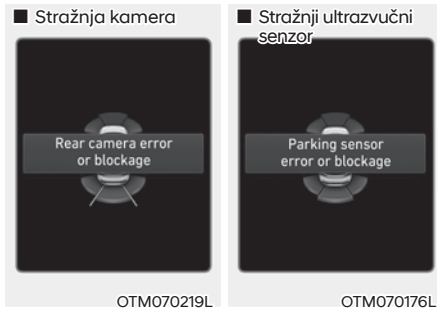 ■ Stražnja kamera
Rear camera error
or blockage
OTM070219L
■ Stražnji ultrazvučni
senzor
Parking sensor
error or blockage
OTM070176L